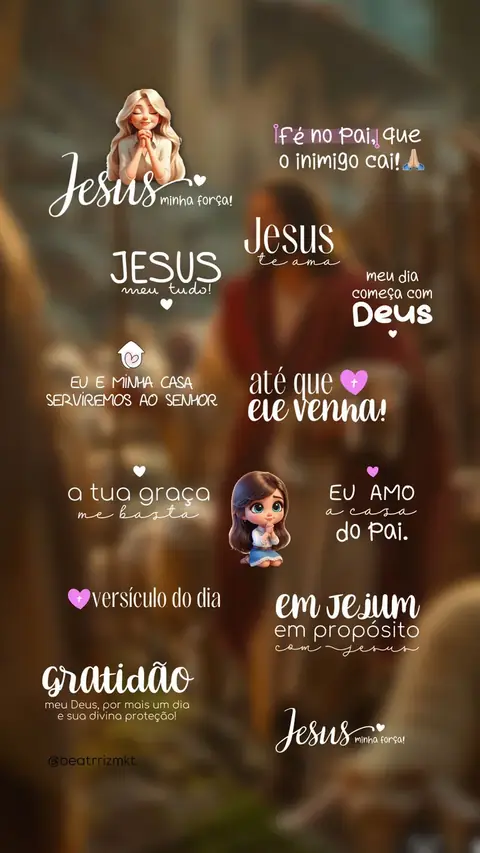 Jesus minha força!
Fé no Pai, que
o inimigo cai!🙏🏻
Jesus
te ama
JESUS
meu tudo!
meu dia
começa com
Deus
EU E MINHA CASA
SERVIREMOS AO SENHOR
até que
ele venha!
a tua graça
me basta
EU AMO
a casa
do Pai.
versículo do dia
em jejum
em propósito
com jesus
gratidão
meu Deus, por mais um dia
e sua divina proteção!
Jesus minha força!
@beatrrizmkt